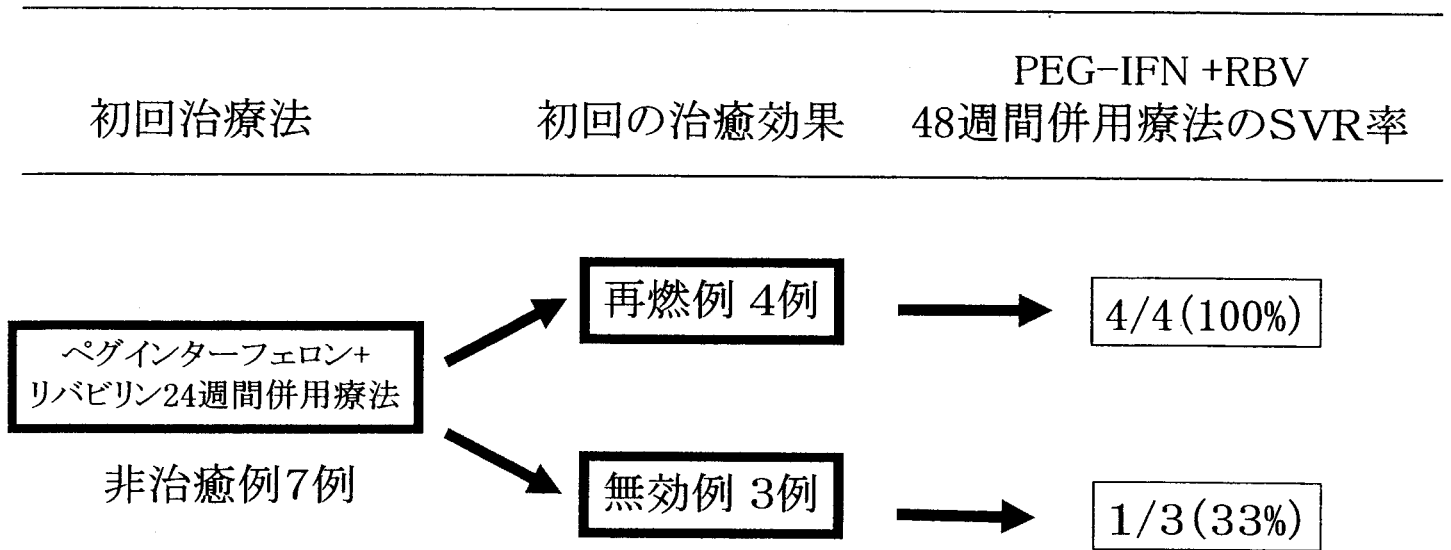 初回治療法
初回の治癒効果
PEG-IFN +RBV
48週間併用療法のSVR率
ペグインターフェロン+
リバビリン24週間併用療法
非治癒例7例
再燃例 4例
4/4(100%)
無効例 3例
1/3(33%)